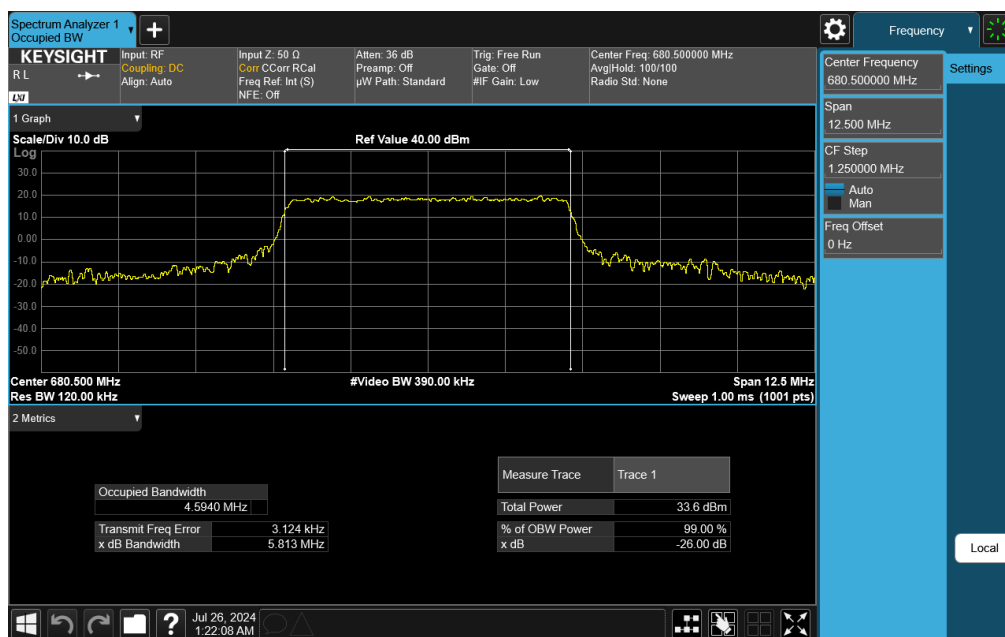 Spectrum Analyzer 1
Occupied BW
Frequency
KEYSIGHT
R L
LXI
Input: RF
Coupling: DC
Align: Auto
Input Z: 50 Ω
Corr CCorr RCal
Freq Ref: Int (S)
NFE: Off
Atten: 36 dB
Preamp: Off
µW Path: Standard
Trig: Free Run
Gate: Off
#IF Gain: Low
Center Freq: 680.500000 MHz
Avg|Hold: 100/100
Radio Std: None
Center Frequency
680.500000 MHz
Settings
Span
12.500 MHz
CF Step
1.250000 MHz
Auto
Man
Freq Offset
0 Hz
Local
1 Graph
Scale/Div 10.0 dB
Ref Value 40.00 dBm
Log
30.0
20.0
10.0
0.00
-10.0
-20.0
-30.0
-40.0
-50.0
Center 680.500 MHz
#Video BW 390.00 kHz
Span 12.5 MHz
Res BW 120.00 kHz
Sweep 1.00 ms (1001 pts)
2 Metrics
Occupied Bandwidth
4.5940 MHz
Transmit Freq Error 3.124 kHz
x dB Bandwidth 5.813 MHz
Measure Trace Trace 1
Total Power 33.6 dBm
% of OBW Power 99.00 %
x dB -26.00 dB
?
Jul 26, 2024
1:22:08 AM